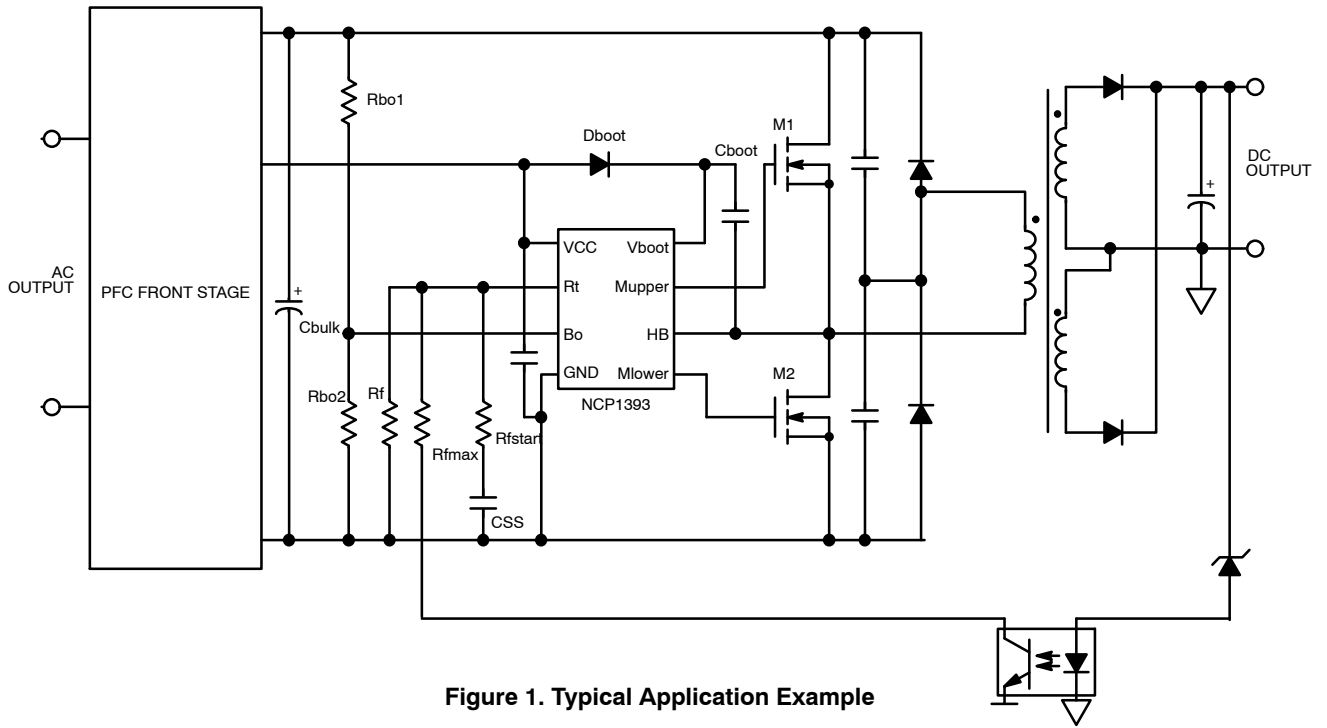 Rbo1
Dboot
Cboot
M1
DC
OUTPUT
+
VCC
Vboot
AC
OUTPUT
PFC FRONT STAGE
+
Cbulk
Rt
Mupper
Bo
HB
GND
Mlower
M2
NCP1393
Rbo2
Rf
Rfmax
Rfstart
CSS
Figure 1. Typical Application Example